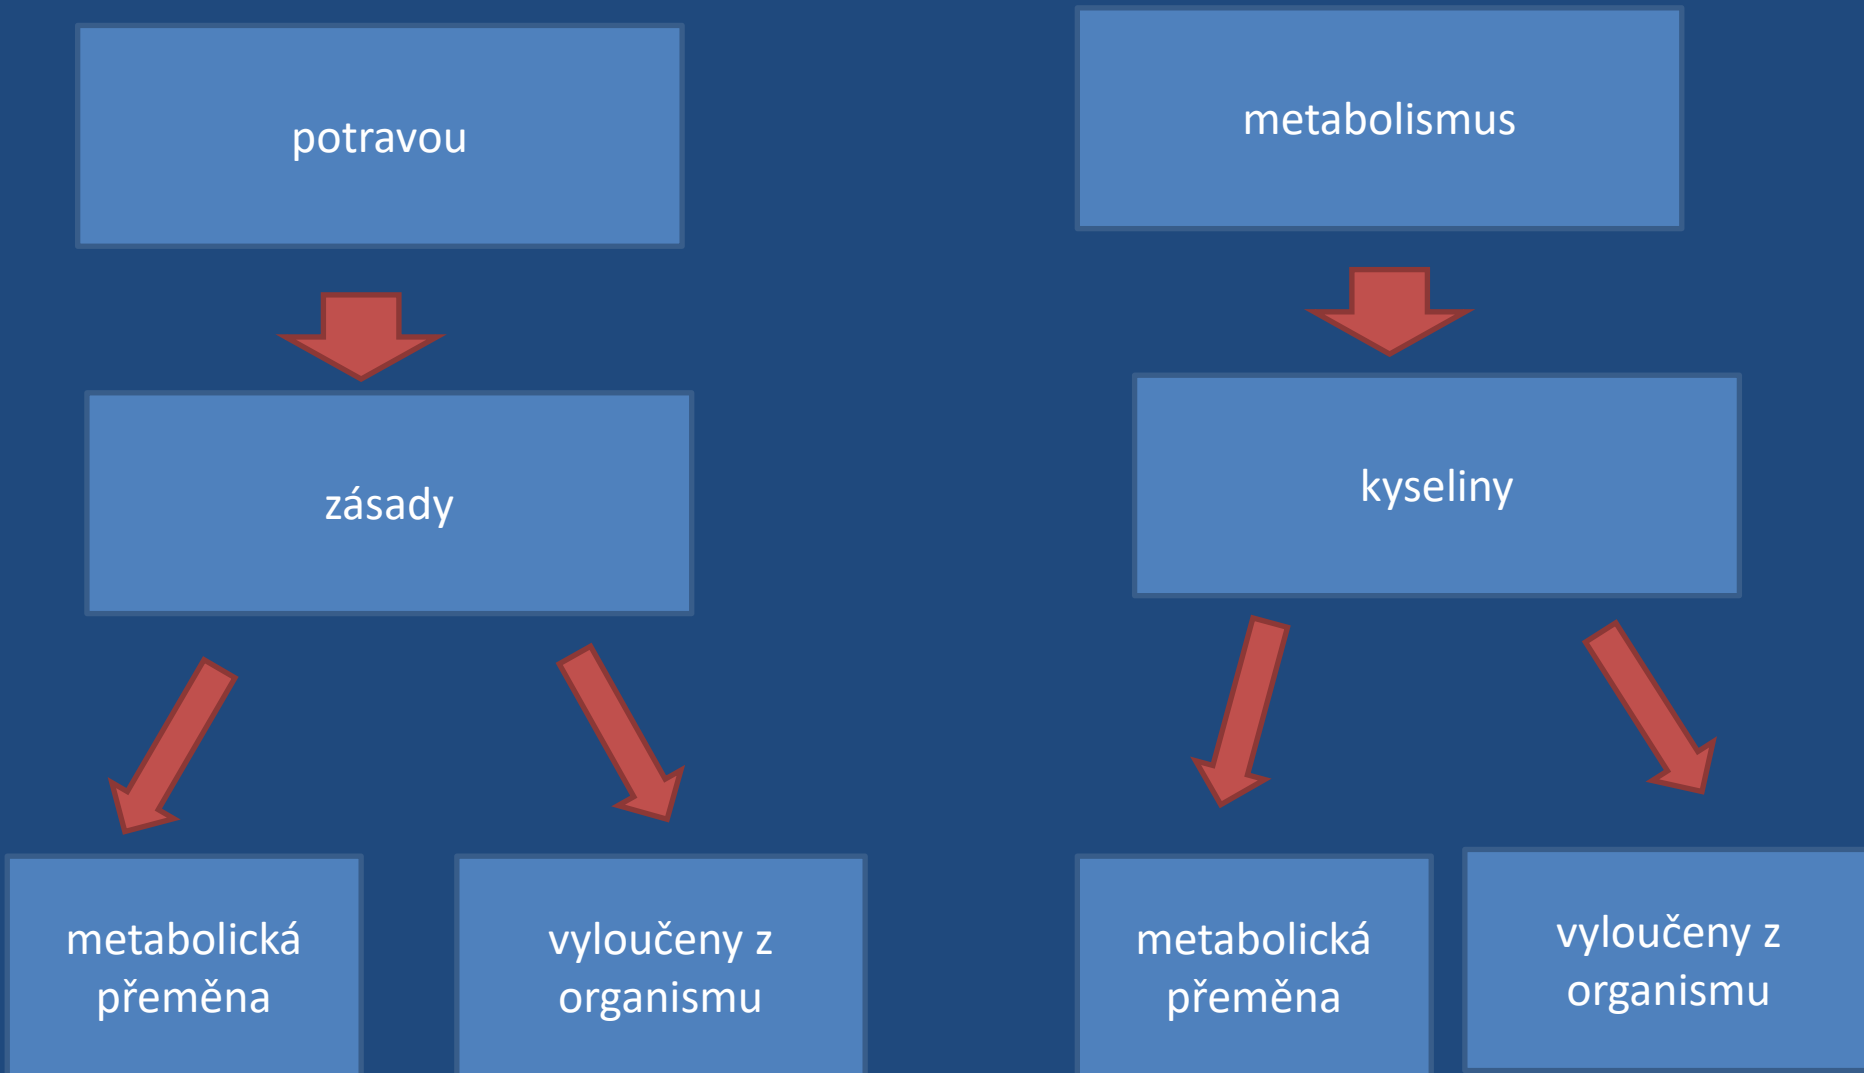 potravou
metabolismus
zásady
kyseliny
metabolická
přeměna
vyloučeny z
organismu
metabolická
přeměna
vyloučeny z
organismu